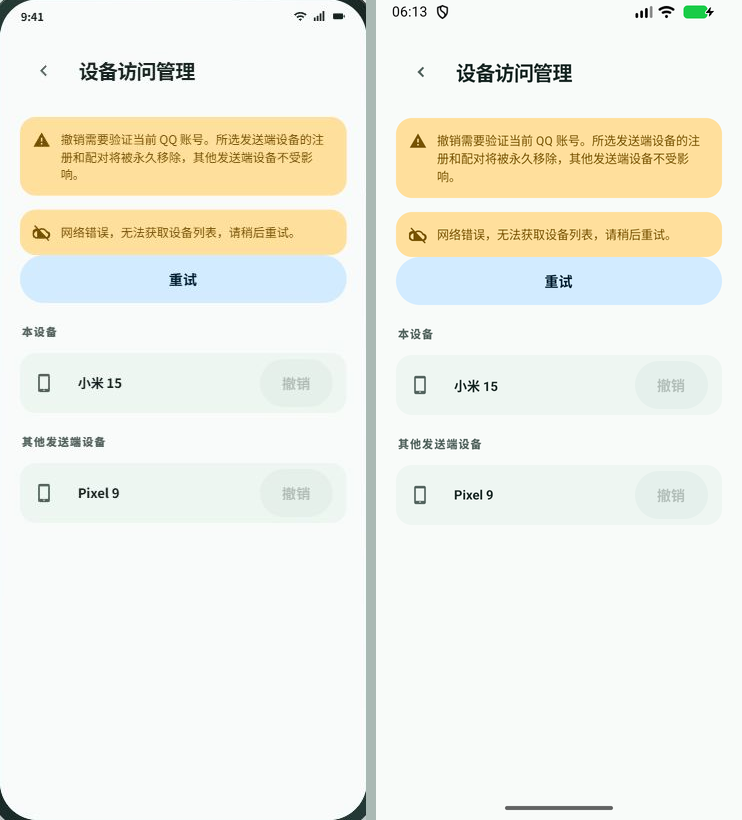 9:41
设备访问管理
撤销需要验证当前 QQ 账号。所选发送端设备的注
册和配对将被永久移除，其他发送端设备不受影
响。
网络错误，无法获取设备列表，请稍后重试。
重试
本设备
小米 15
撤销
其他发送端设备
Pixel 9
撤销
06:13
设备访问管理
撤销需要验证当前 QQ 账号。所选发送端设备的注
册和配对将被永久移除，其他发送端设备不受影
响。
网络错误，无法获取设备列表，请稍后重试。
重试
本设备
小米 15
撤销
其他发送端设备
Pixel 9
撤销